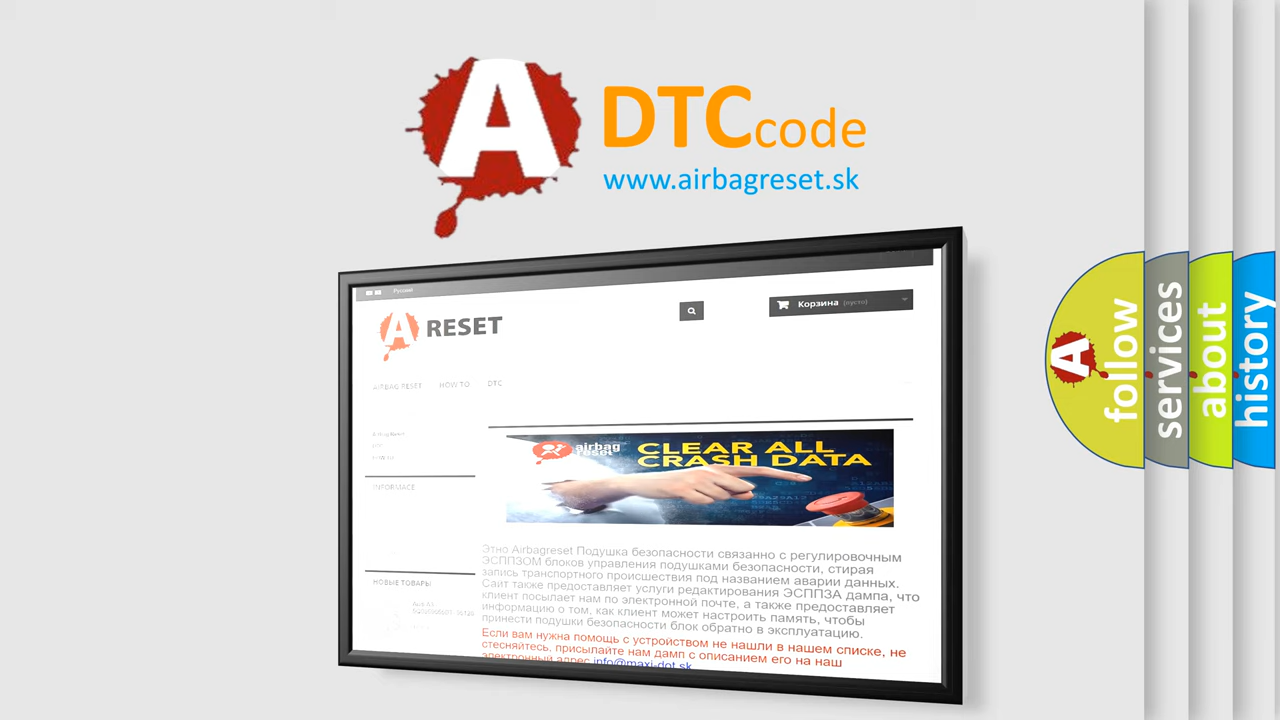 A
DTCcode
www.airbagreset.sk
Русский
A RESET
Корзина (пусто)
AIRBAG RESET HOW TO DTC
INFORMACE
airbag
reset
CLEAR ALL
CRASH DATA
Этно Airbagreset Подушка безопасности связанно с регулировочным
ЭСППЗОМ блоков управления подушками безопасности, стирая
запись транспортного происшествия под названием аварии данных.
Сайт также предоставляет услуги редактирования ЭСППЗА дампа, что
клиент посылает нам по электронной почте, а также предоставляет
информацию о том, как клиент может настроить память, чтобы
принести подушки безопасности блок обратно в эксплуатацию.
Если вам нужна помощь с устройством не нашли в нашем списке, не
стесняйтесь, присылайте нам дамп с описанием его на наш
электронный адрес info@maxi-dot.sk
НОВЫЕ ТОВАРЫ
A
follow
services
about
history